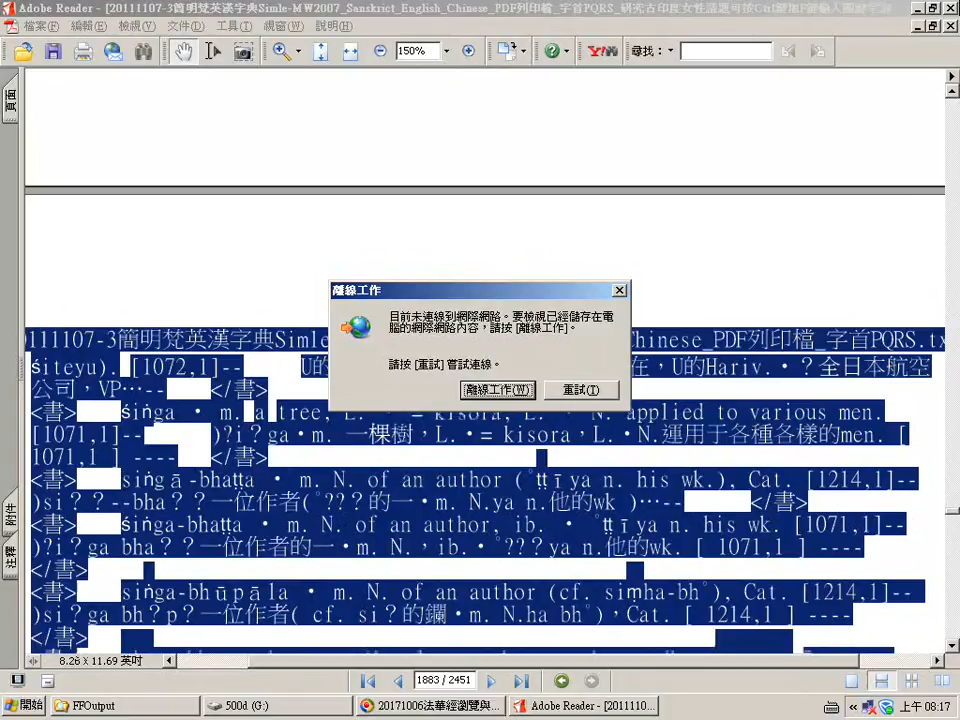 Adobe Reader - [20111107-3簡明梵英漢字典Simle-MW2007_Sanskrit_English_Chinese_PDF列印檔_字首PQRS_研究古印度女性議題可按Ctrl鍵加F鍵輸入關鍵字
檔案(F) 編輯(E) 檢視(V) 文件(D) 工具(T) 視窗(W) 說明(H)
150% Y! 尋找：
頁面
附件
注釋
離線工作
目前未連線到網際網路。要檢視已經儲存在電
腦的網際網路內容，請按 [離線工作]。
請按 [重試] 嘗試連線。
離線工作(W) 重試(T)
111107-3簡明梵英漢字典Simle Chinese_PDF列印檔_字首PQRS.tx
śiteyu). [1072,1]-- U的 在，U的Hariv.・？全日本航空
公司，VP…-- </書>
<書> śiṅga ・ m. a tree, L. ・ = kisora, L. ・ N. applied to various men.
[1071,1]-- )?i？ga・m. 一棵樹，L.・= kisora，L.・N.運用于各種各樣的men. [
1071,1 ] ---- </書>
<書> siṅgā-bhaṭṭa ・ m. N. of an author (°ṭṭīya n. his wk.), Cat. [1214,1]--
)si？？--bha？？一位作者(°???的一・m. N.ya n.他的wk )…-- </書>
<書> śiṅga-bhaṭṭa ・ m. N. of an author, ib. ・ °ṭṭīya n. his wk. [1071,1]--
)?i？ga bha？？一位作者的一・m. N.，ib.・°???ya n.他的wk. [ 1071,1 ] ----
</書>
<書> siṅga-bhūpāla ・ m. N. of an author (cf. siṃha-bh°), Cat. [1214,1]--
)si？ga bh？p？一位作者( cf. si？的鑭・m. N.ha bh°)，Cat. [ 1214,1 ] ----
</書>
8.26 x 11.69 英吋
1883 / 2451
開始 FFOutput 500d (G:) 20171006法華經瀏覽與... Adobe Reader - [2011110... 上午 08:17